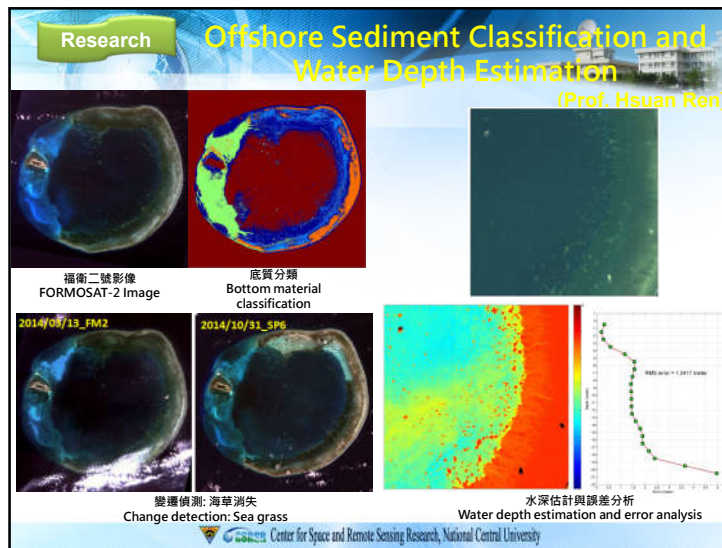 Research
Offshore Sediment Classification and
Water Depth Estimation
(Prof. Hsuan Ren
福衛二號影像
FORMOSAT-2 Image
底質分類
Bottom material
classification
2014/03/13_FM2
2014/10/31_SP6
變遷偵測: 海草消失
Change detection: Sea grass
水深估計與誤差分析
Water depth estimation and error analysis
CSRSR Center for Space and Remote Sensing Research, National Central University